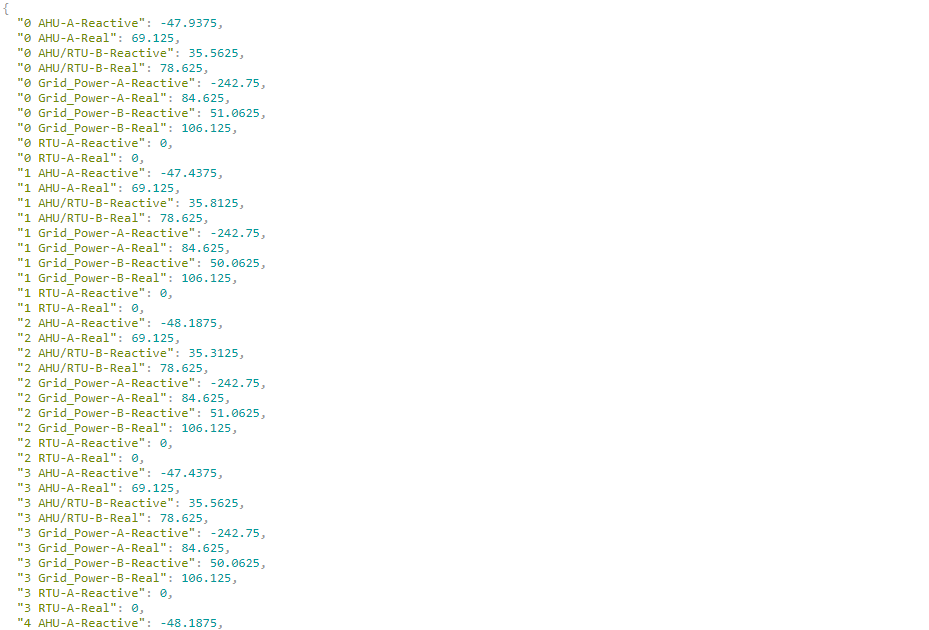 {
"0 AHU-A-Reactive": -47.9375,
"0 AHU-A-Real": 69.125,
"0 AHU/RTU-B-Reactive": 35.5625,
"0 AHU/RTU-B-Real": 78.625,
"0 Grid_Power-A-Reactive": -242.75,
"0 Grid_Power-A-Real": 84.625,
"0 Grid_Power-B-Reactive": 51.0625,
"0 Grid_Power-B-Real": 106.125,
"0 RTU-A-Reactive": 0,
"0 RTU-A-Real": 0,
"1 AHU-A-Reactive": -47.4375,
"1 AHU-A-Real": 69.125,
"1 AHU/RTU-B-Reactive": 35.8125,
"1 AHU/RTU-B-Real": 78.625,
"1 Grid_Power-A-Reactive": -242.75,
"1 Grid_Power-A-Real": 84.625,
"1 Grid_Power-B-Reactive": 50.0625,
"1 Grid_Power-B-Real": 106.125,
"1 RTU-A-Reactive": 0,
"1 RTU-A-Real": 0,
"2 AHU-A-Reactive": -48.1875,
"2 AHU-A-Real": 69.125,
"2 AHU/RTU-B-Reactive": 35.3125,
"2 AHU/RTU-B-Real": 78.625,
"2 Grid_Power-A-Reactive": -242.75,
"2 Grid_Power-A-Real": 84.625,
"2 Grid_Power-B-Reactive": 51.0625,
"2 Grid_Power-B-Real": 106.125,
"2 RTU-A-Reactive": 0,
"2 RTU-A-Real": 0,
"3 AHU-A-Reactive": -47.4375,
"3 AHU-A-Real": 69.125,
"3 AHU/RTU-B-Reactive": 35.5625,
"3 AHU/RTU-B-Real": 78.625,
"3 Grid_Power-A-Reactive": -242.75,
"3 Grid_Power-A-Real": 84.625,
"3 Grid_Power-B-Reactive": 50.0625,
"3 Grid_Power-B-Real": 106.125,
"3 RTU-A-Reactive": 0,
"3 RTU-A-Real": 0,
"4 AHU-A-Reactive": -48.1875,